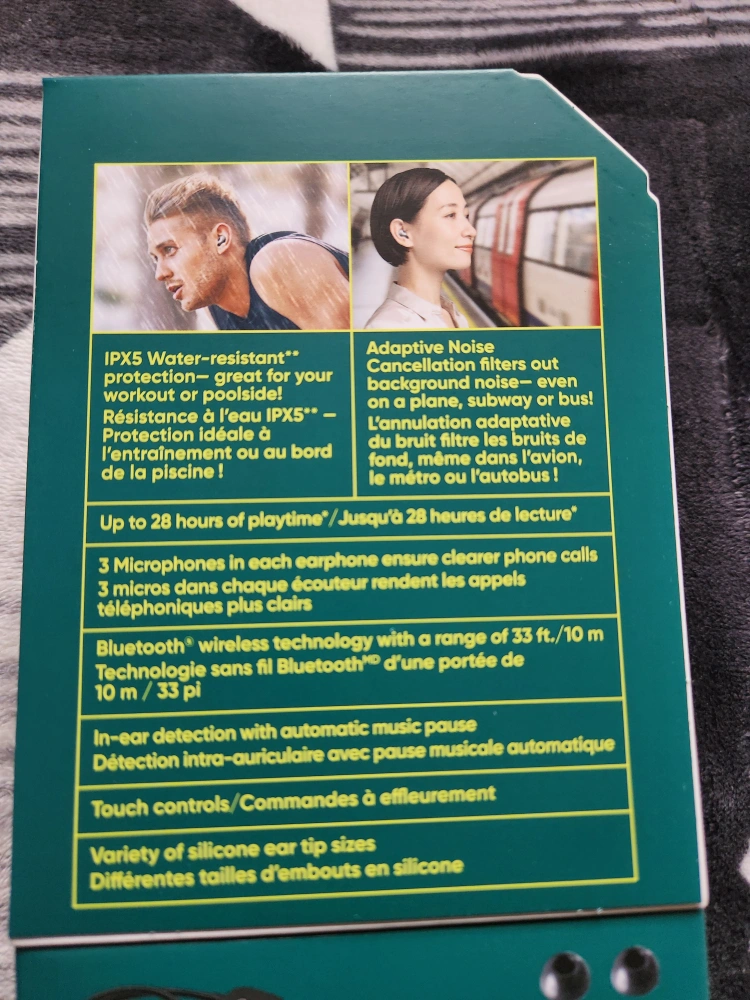 IPX5 Water-resistant**
protection— great for your
workout or poolside!
Résistance à l'eau IPX5** —
Protection idéale à
l'entraînement ou au bord
de la piscine !
Adaptive Noise
Cancellation filters out
background noise— even
on a plane, subway or bus!
L'annulation adaptative
du bruit filtre les bruits de
fond, même dans l'avion,
le métro ou l'autobus !
Up to 28 hours of playtime*/Jusqu'à 28 heures de lecture*
3 Microphones in each earphone ensure clearer phone calls
3 micros dans chaque écouteur rendent les appels
téléphoniques plus clairs
Bluetooth® wireless technology with a range of 33 ft./10 m
Technologie sans fil Bluetoothᴹᴰ d'une portée de
10 m / 33 pi
In-ear detection with automatic music pause
Détection intra-auriculaire avec pause musicale automatique
Touch controls/Commandes à effleurement
Variety of silicone ear tip sizes
Différentes tailles d'embouts en silicone